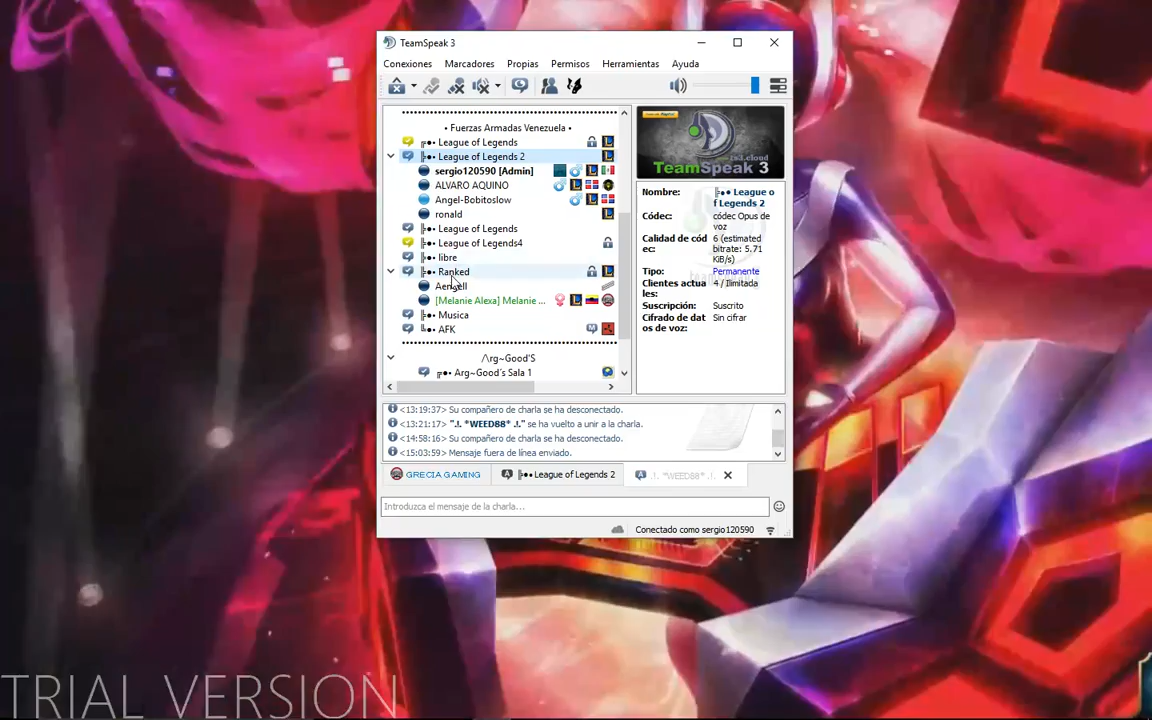 TeamSpeak 3
Conexiones Marcadores Propias Permisos Herramientas Ayuda
• Fuerzas Armadas Venezuela •
╔•• League of Legends
╠•• League of Legends 2
sergio120590 [Admin]
ALVARO AQUINO
Angel-Bobitoslow
ronald
╠•• League of Legends
╠•• League of Legends4
╠•• libre
╠•• Ranked
[Melanie Alexa] Melanie ...
╠•• Musica
╚•• AFK
/\rg~Good'S
╔•• Arg~Good´s Sala 1
ts3.cloud
TEAMSPEAK 3
Nombre: ╠•• League o
f Legends 2
Códec: códec Opus de
voz
Calidad de cód
ec: 6 (estimated
bitrate: 5.71
KiB/s)
Tipo: Permanente
Clientes actua
les: 4 / Ilimitada
Suscripción: Suscrito
Cifrado de dat
os de voz: Sin cifrar
<13:19:37> Su compañero de charla se ha desconectado.
<13:21:17> ".!. *WEED88* .!." se ha vuelto a unir a la charla.
<14:58:16> Su compañero de charla se ha desconectado.
<15:03:59> Mensaje fuera de línea enviado.
GRECIA GAMING ╠••League of Legends 2 .!. *WEED88* .!.
Introduzca el mensaje de la charla...
Conectado como sergio120590
TRIAL VERSION